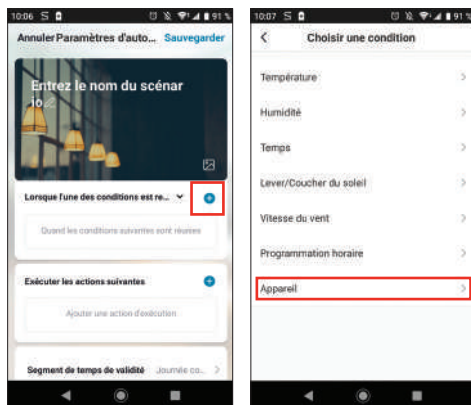 10:06 S 91 %
Annuler Paramètres d'auto... Sauvegarder
Entrez le nom du scénar
io
Lorsque l'une des conditions est re...
Quand les conditions suivantes sont réunies
Exécuter les actions suivantes
Ajouter une action d'exécution
Segment de temps de validité Journée co...
10:07 S 91 %
Choisir une condition
Température
Humidité
Temps
Lever/Coucher du soleil
Vitesse du vent
Programmation horaire
Appareil